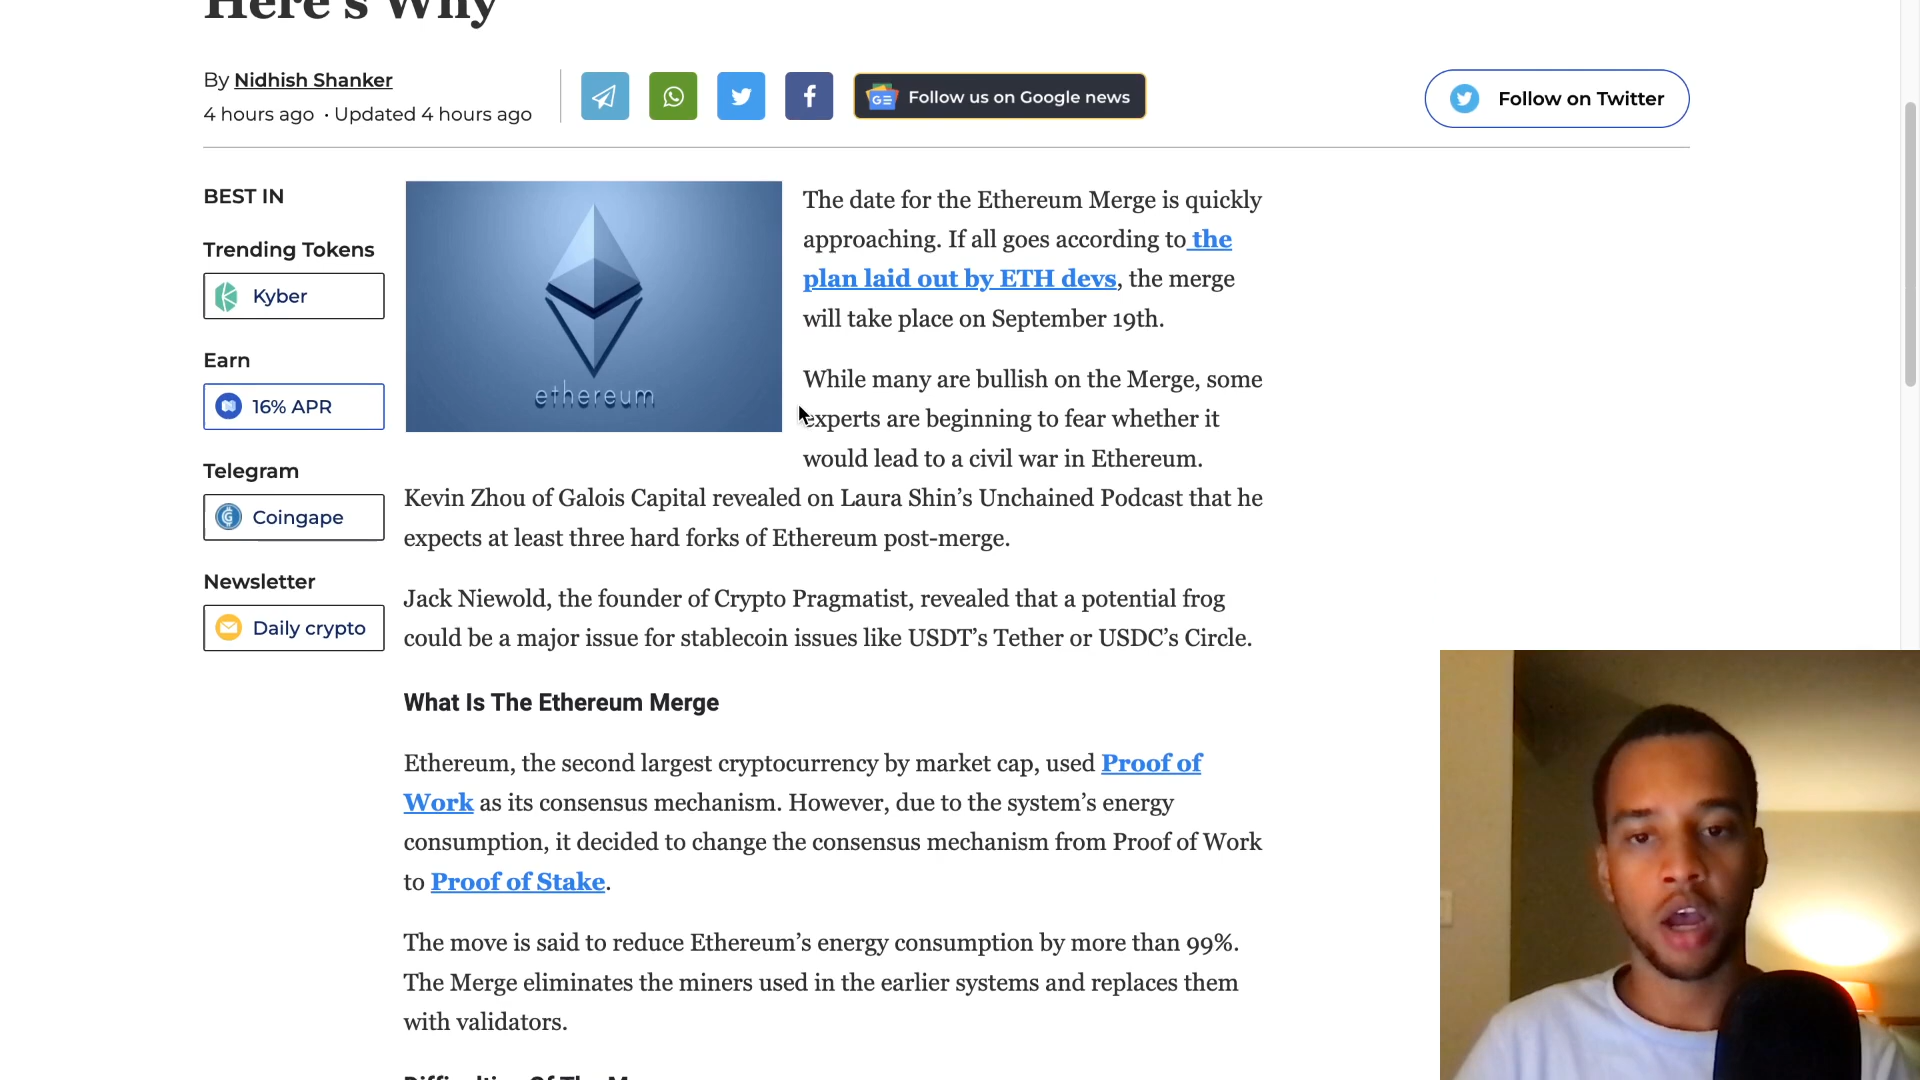 Here's Why
By Nidhish Shanker
4 hours ago • Updated 4 hours ago
Follow us on Google news
Follow on Twitter
BEST IN
Trending Tokens
Kyber
Earn
16% APR
Telegram
Coingape
Newsletter
Daily crypto
ethereum
The date for the Ethereum Merge is quickly
approaching. If all goes according to the
plan laid out by ETH devs, the merge
will take place on September 19th.
While many are bullish on the Merge, some
experts are beginning to fear whether it
would lead to a civil war in Ethereum.
Kevin Zhou of Galois Capital revealed on Laura Shin’s Unchained Podcast that he
expects at least three hard forks of Ethereum post-merge.
Jack Niewold, the founder of Crypto Pragmatist, revealed that a potential frog
could be a major issue for stablecoin issues like USDT’s Tether or USDC’s Circle.
What Is The Ethereum Merge
Ethereum, the second largest cryptocurrency by market cap, used Proof of
Work as its consensus mechanism. However, due to the system’s energy
consumption, it decided to change the consensus mechanism from Proof of Work
to Proof of Stake.
The move is said to reduce Ethereum’s energy consumption by more than 99%.
The Merge eliminates the miners used in the earlier systems and replaces them
with validators.